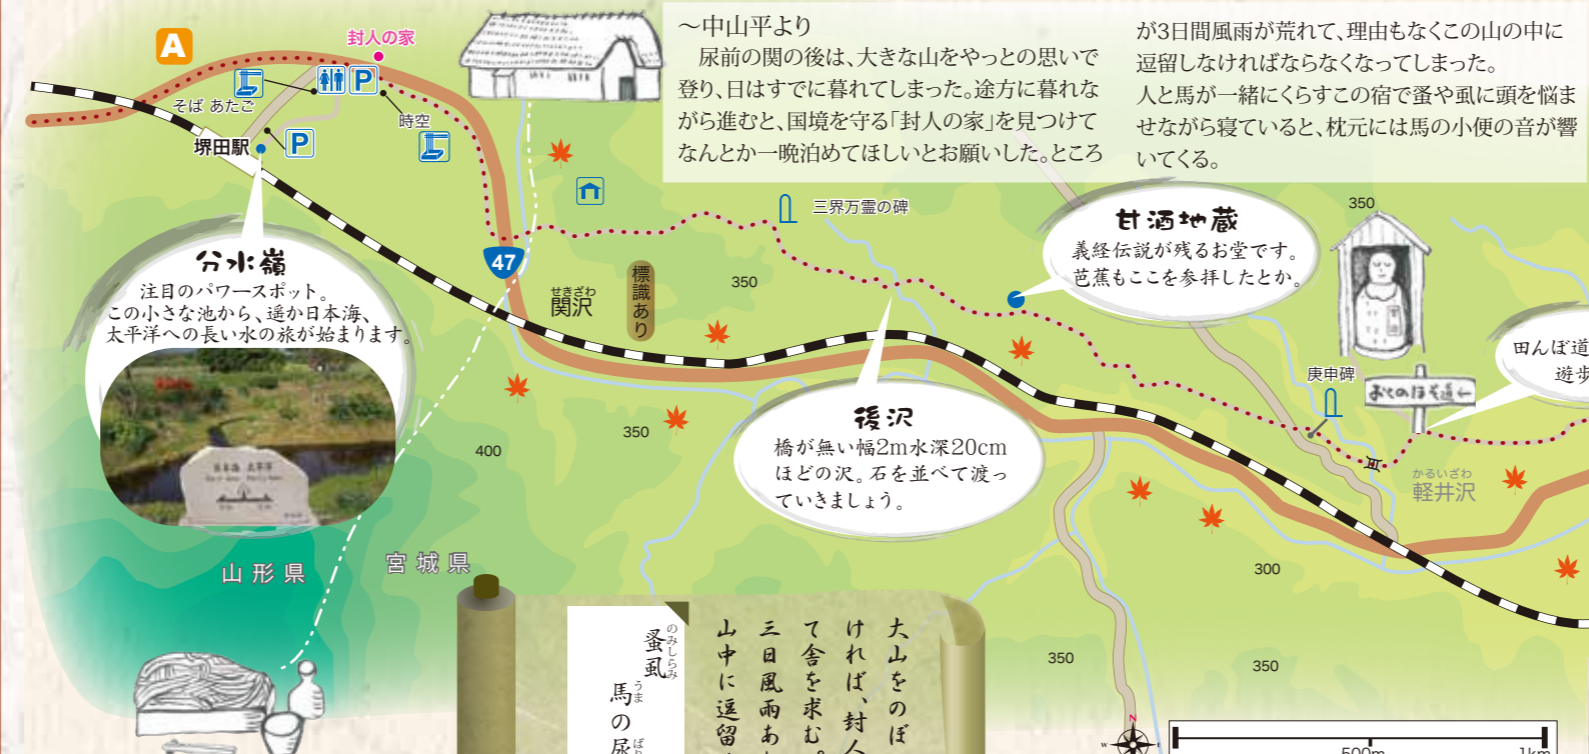 ～中山平より
尿前の関の後は、大きな山をやっとの思いで
登り、日はすでに暮れてしまった。途方に暮れな
がら進むと、国境を守る「封人の家」を見つけて
なんとか一晩泊めてほしいとお願いした。ところ
が3日間風雨が荒れて、理由もなくこの山の中に
逗留しなければならなくなってしまった。
人と馬が一緒にくらすこの宿で蚤や虱に頭を悩ま
せながら寝ていると、枕元には馬の小便の音が響
いてくる。
A
封人の家
P
そば あたご
時空
堺田駅
P
分水嶺
注目のパワースポット。
この小さな池から、遥か日本海、
太平洋への長い水の旅が始まります。
47
せきざわ
関沢
標識あり
350
三界万霊の碑
甘酒地蔵
義経伝説が残るお堂です。
芭蕉もここを参拝したとか。
350
田んぼ道
遊歩
庚申碑
おくのほそ道←
かるいざわ
軽井沢
後沢
橋が無い幅2m水深20cm
ほどの沢。石を並べて渡っ
ていきましょう。
400
350
300
350
350
山形県
宮城県
大山をのぼ
ければ、封人
て舎を求む。
三日風雨あ
山中に逗留
のみしらみ
蚤虱
うま
馬の尿
ばり
N
W
500m
1km